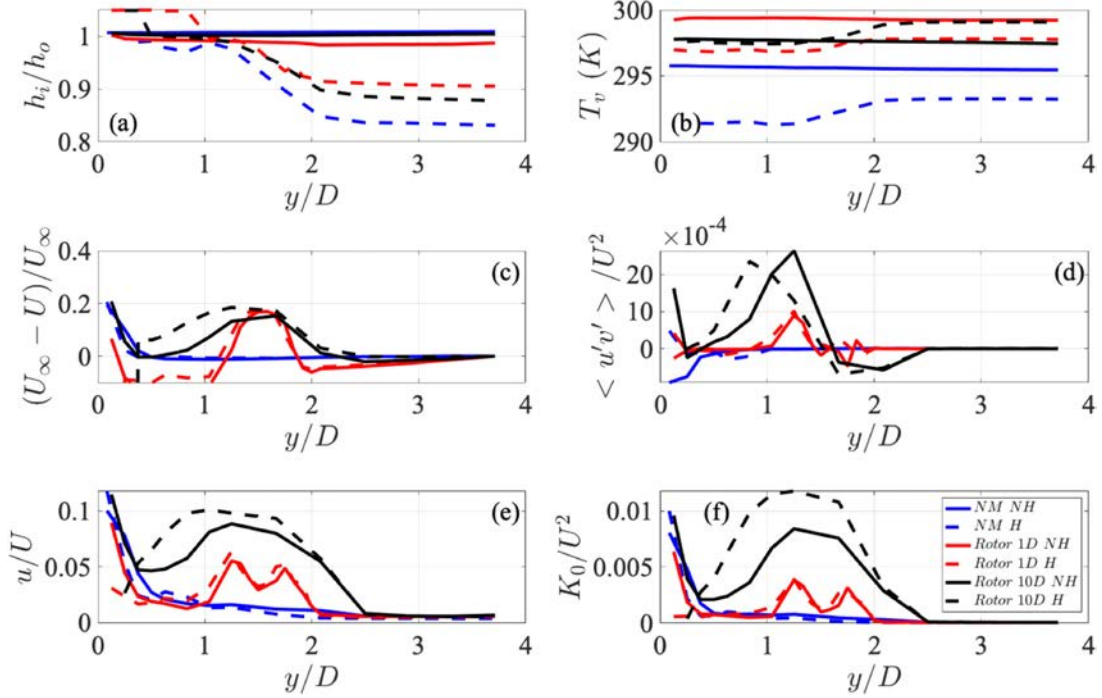 h_i/h_o
1
0.9
0.8
(a)
0 1 2 3 4
y/D
T_v (K)
300
295
290
(b)
0 1 2 3 4
y/D
(U_∞ − U)/U_∞
0.4
0.2
0
(c)
0 1 2 3 4
y/D
< u'v' > /U^2
×10^-4
20
10
0
(d)
0 1 2 3 4
y/D
u/U
0.1
0.05
0
(e)
0 1 2 3 4
y/D
K_0/U^2
0.01
0.005
0
(f)
0 1 2 3 4
y/D
NM NH
NM H
Rotor 1D NH
Rotor 1D H
Rotor 10D NH
Rotor 10D H